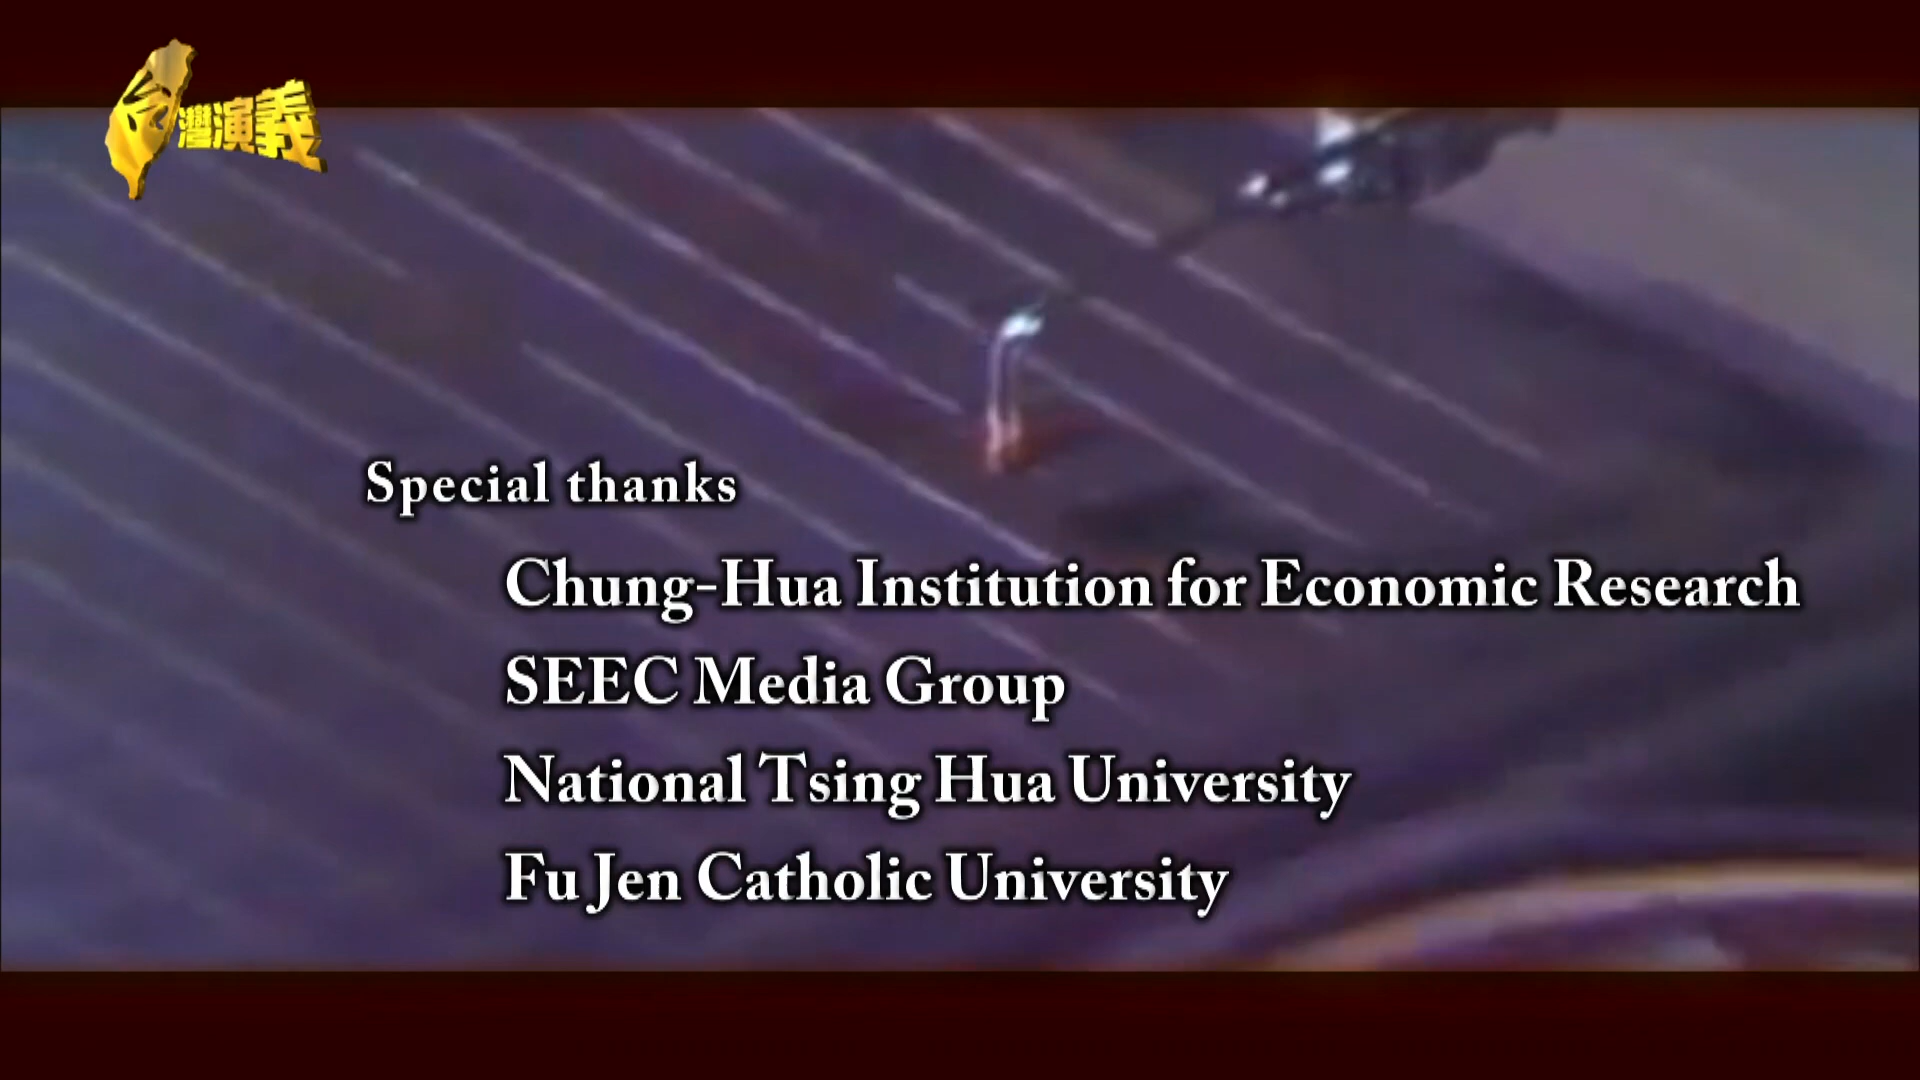 台灣演義
Special thanks
Chung-Hua Institution for Economic Research
SEEC Media Group
National Tsing Hua University
Fu Jen Catholic University